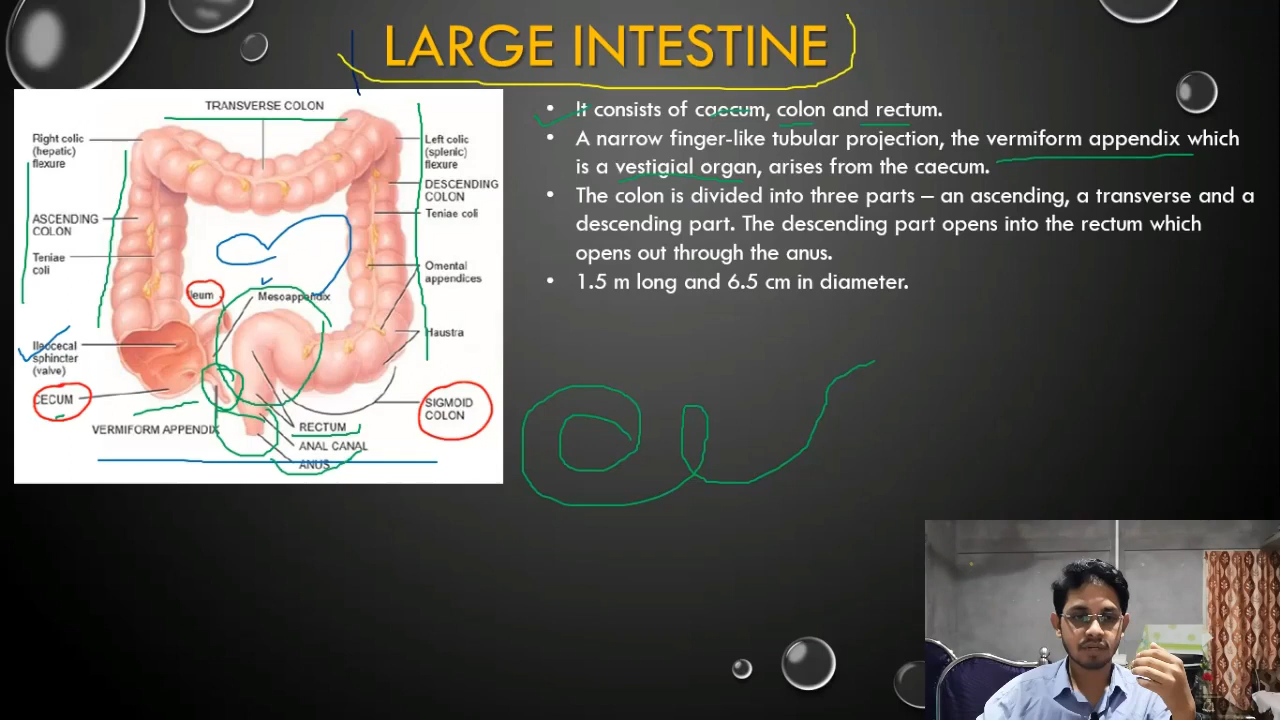 LARGE INTESTINE
TRANSVERSE COLON
Right colic
(hepatic)
flexure
Left colic
(splenic)
flexure
DESCENDING
COLON
ASCENDING
COLON
Teniae coli
Teniae
coli
Omental
appendices
Ileum
Mesoappendix
Haustra
Ileocecal
sphincter
(valve)
CECUM
SIGMOID
COLON
VERMIFORM APPENDIX
RECTUM
ANAL CANAL
ANUS
• It consists of caecum, colon and rectum.
• A narrow finger-like tubular projection, the vermiform appendix which
is a vestigial organ, arises from the caecum.
• The colon is divided into three parts – an ascending, a transverse and a
descending part. The descending part opens into the rectum which
opens out through the anus.
• 1.5 m long and 6.5 cm in diameter.